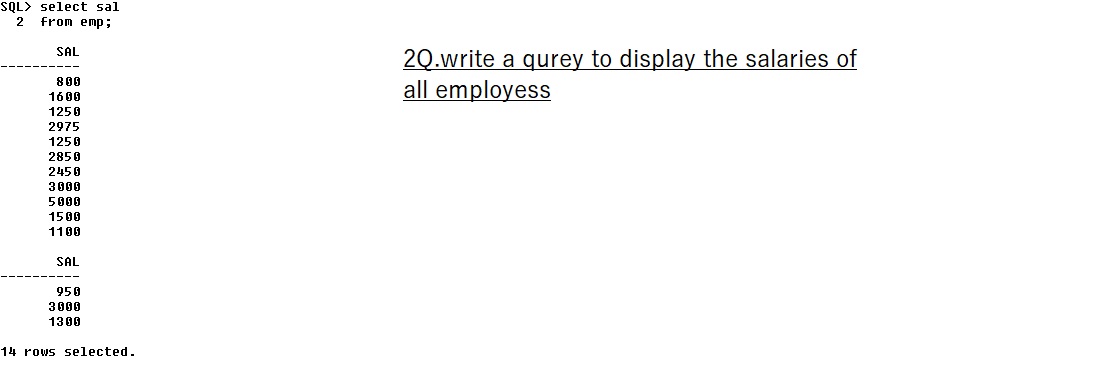 SQL> select sal
  2  from emp;

       SAL
----------
       800
      1600
      1250
      2975
      1250
      2850
      2450
      3000
      5000
      1500
      1100

       SAL
----------
       950
      3000
      1300

14 rows selected.
2Q.write a qurey to display the salaries of
all employess